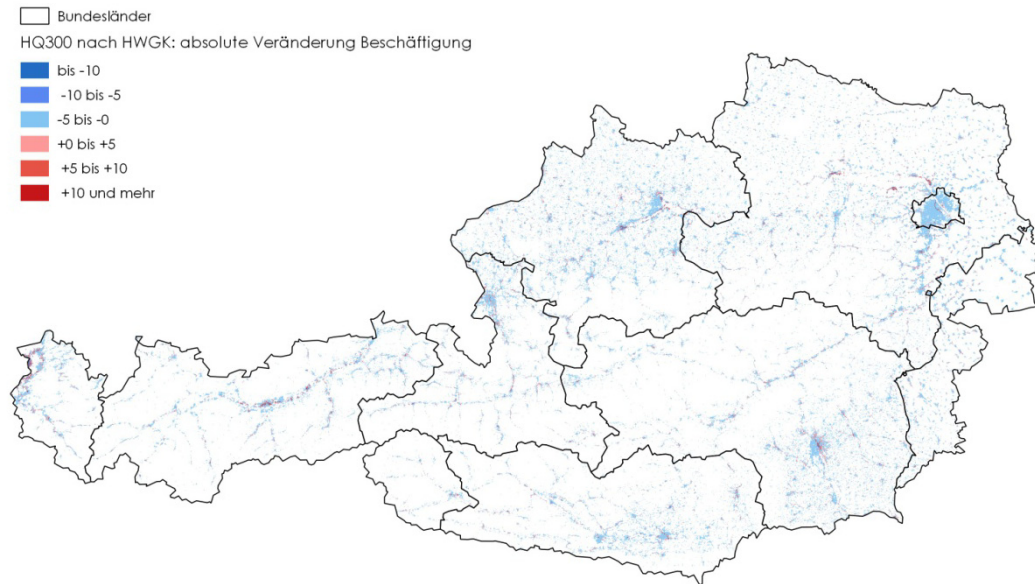 Bundesländer
HQ300 nach HWGK: absolute Veränderung Beschäftigung
bis -10
-10 bis -5
-5 bis -0
+0 bis +5
+5 bis +10
+10 und mehr